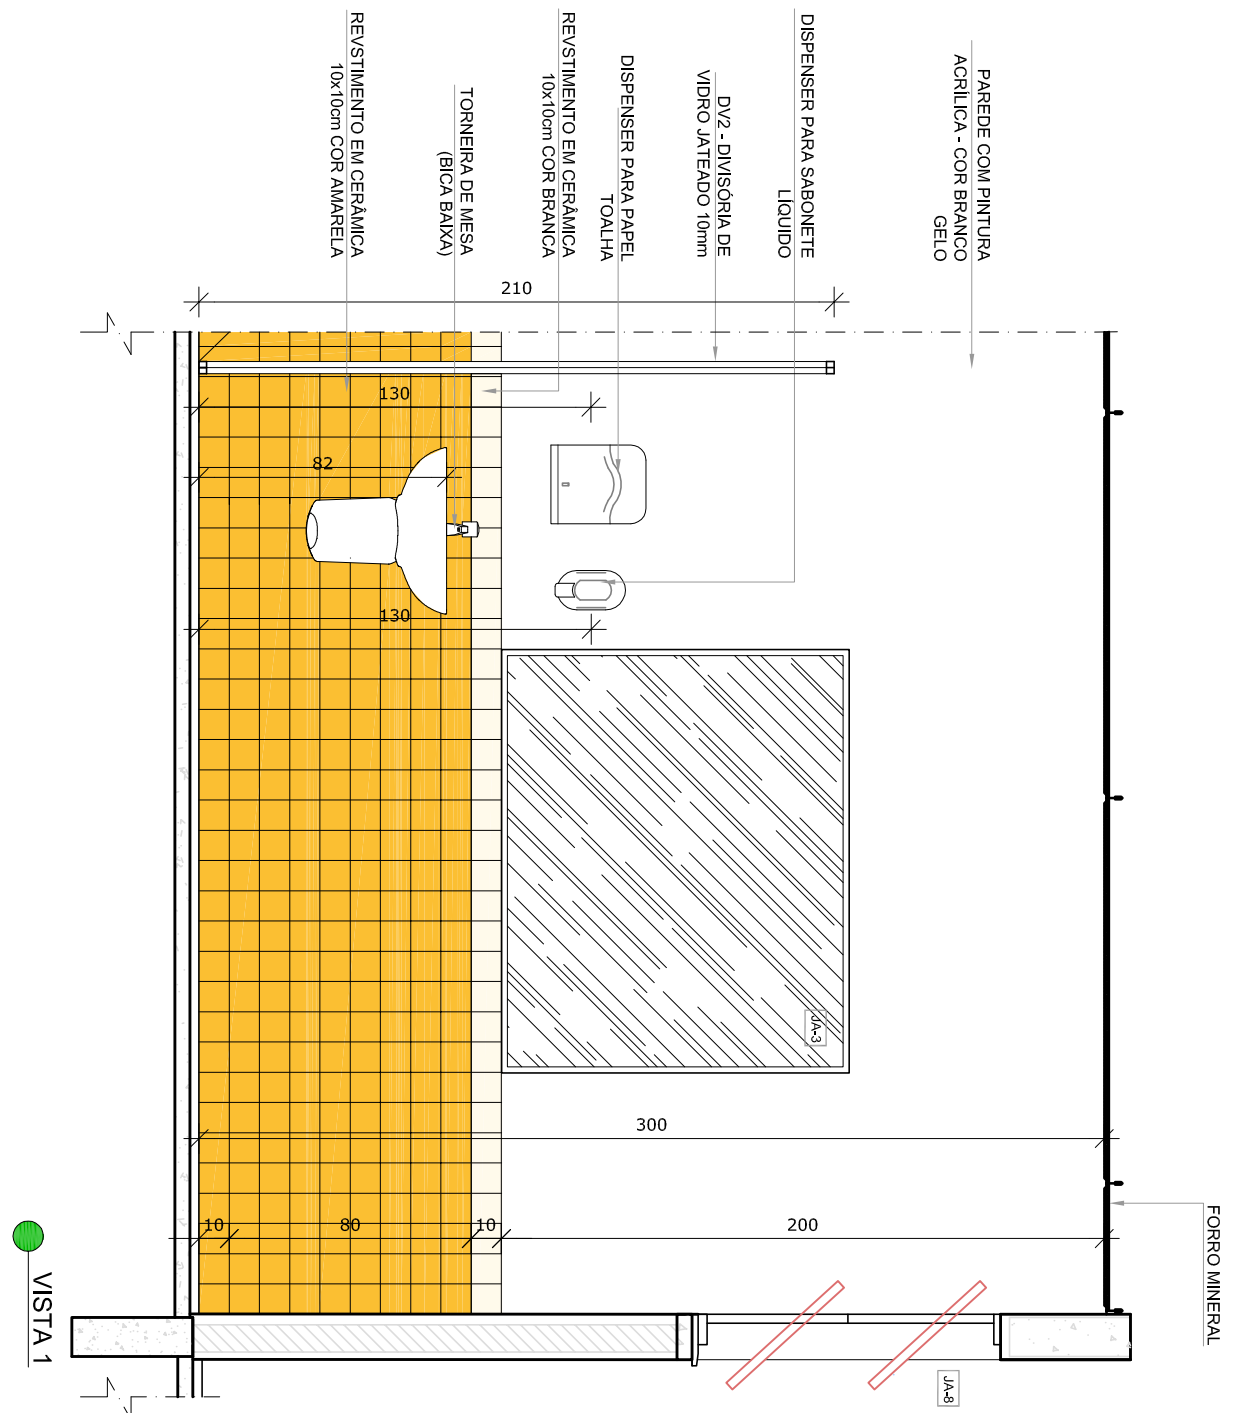 PAREDE COM PINTURA
ACRÍLICA - COR BRANCO
GELO
DISPENSER PARA SABONETE
LÍQUIDO
DV2 - DIVISÓRIA DE
VIDRO JATEADO 10mm
DISPENSER PARA PAPEL
TOALHA
REVSTIMENTO EM CERÂMICA
10x10cm COR BRANCA
TORNEIRA DE MESA
(BICA BAIXA)
REVSTIMENTO EM CERÂMICA
10x10cm COR AMARELA
210
130
82
130
JA-3
300
10
80
10
200
FORRO MINERAL
JA-8
VISTA 1